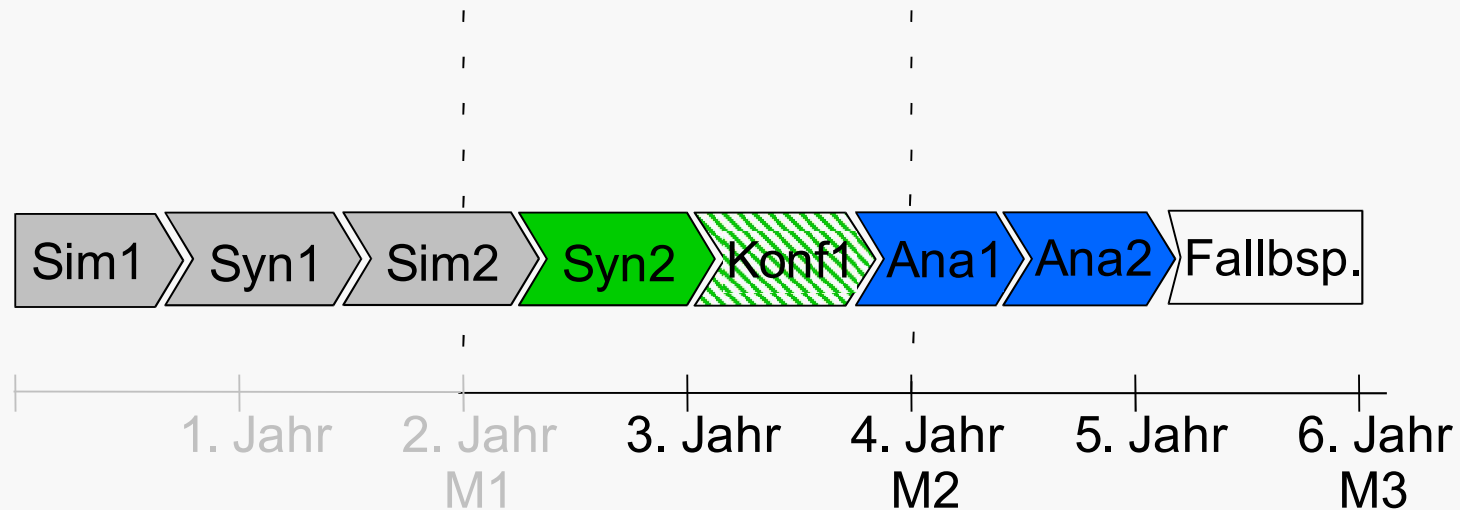 Sim1 Syn1 Sim2 Syn2 Konf1 Ana1 Ana2 Fallbsp.
1. Jahr 2. Jahr 3. Jahr 4. Jahr 5. Jahr 6. Jahr
M1 M2 M3